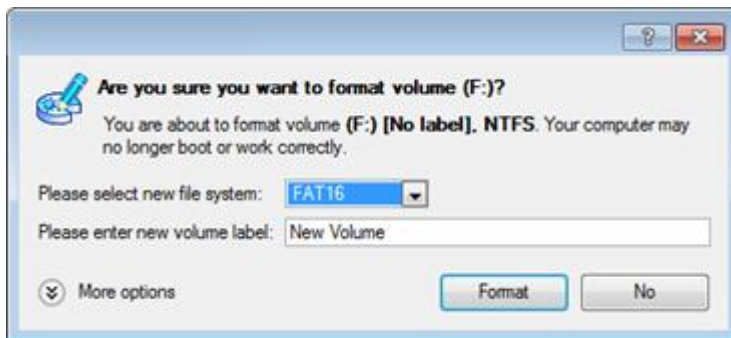 Are you sure you want to format volume (F:)?
You are about to format volume (F:) [No label], NTFS. Your computer may
no longer boot or work correctly.
Please select new file system: FAT16
Please enter new volume label: New Volume
More options Format No